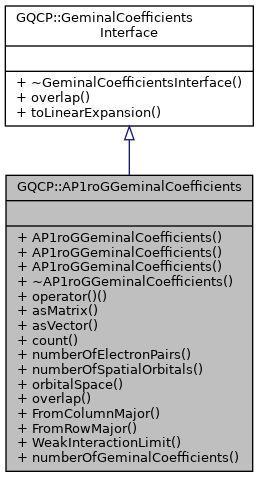 GQCP::GeminalCoefficients
Interface
+ ~GeminalCoefficientsInterface()
+ overlap()
+ toLinearExpansion()
GQCP::AP1roGGeminalCoefficients
+ AP1roGGeminalCoefficients()
+ AP1roGGeminalCoefficients()
+ AP1roGGeminalCoefficients()
+ ~AP1roGGeminalCoefficients()
+ operator()()
+ asMatrix()
+ asVector()
+ count()
+ numberOfElectronPairs()
+ numberOfSpatialOrbitals()
+ orbitalSpace()
+ overlap()
+ FromColumnMajor()
+ FromRowMajor()
+ WeakInteractionLimit()
+ numberOfGeminalCoefficients()